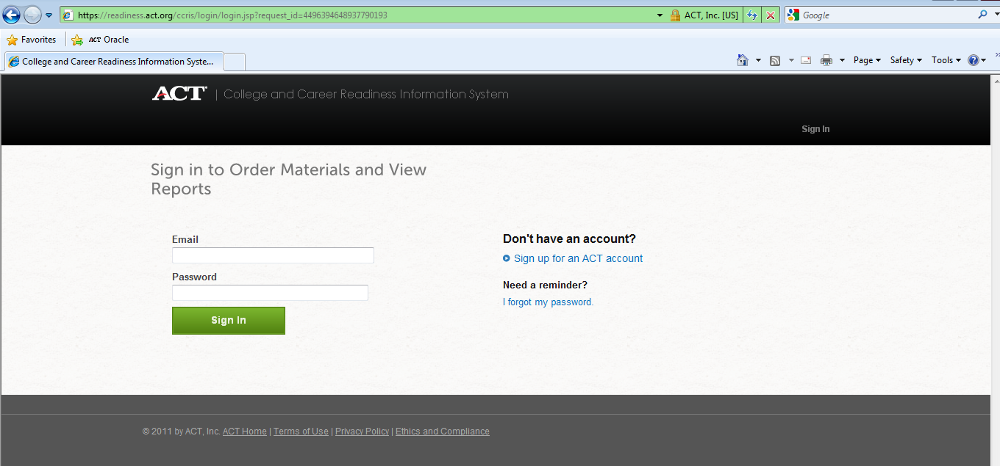 https://readiness.act.org/ccris/login/login.jsp?request_id=4496394648937790193
ACT, Inc. [US]
Google
Favorites
ACT Oracle
College and Career Readiness Information Syste...
Page
Safety
Tools
ACT | College and Career Readiness Information System
Sign In
Sign in to Order Materials and View
Reports
Email
Password
Sign In
Don't have an account?
Sign up for an ACT account
Need a reminder?
I forgot my password.
© 2011 by ACT, Inc. ACT Home | Terms of Use | Privacy Policy | Ethics and Compliance